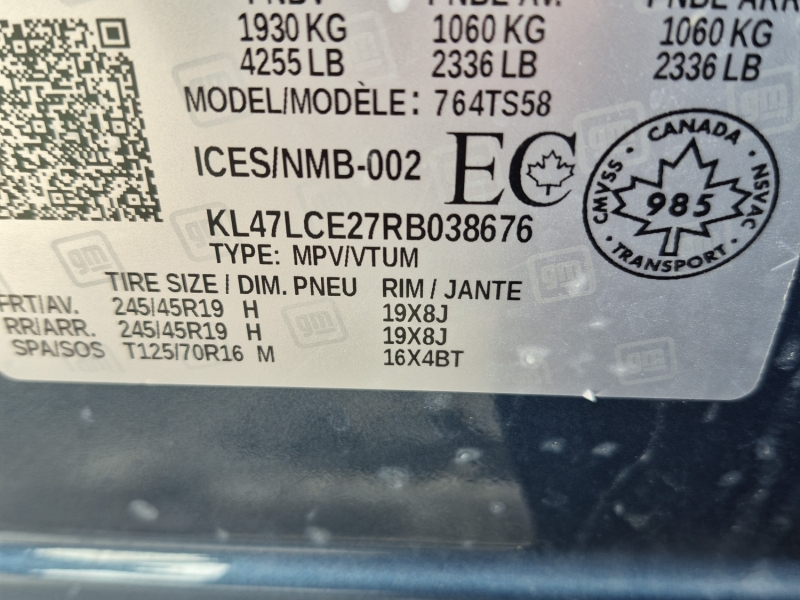 1930 KG 1060 KG 1060 KG
4255 LB 2336 LB 2336 LB
MODEL/MODÈLE: 764TS58
ICES/NMB-002 EC
CANADA
CMVSS 985 NSVAC
TRANSPORT
KL47LCE27RB038676
TYPE: MPV/VTUM
TIRE SIZE / DIM. PNEU RIM / JANTE
FRT/AV. 245/45R19 H 19X8J
RR/ARR. 245/45R19 H 19X8J
SPA/SOS T125/70R16 M 16X4BT
gm